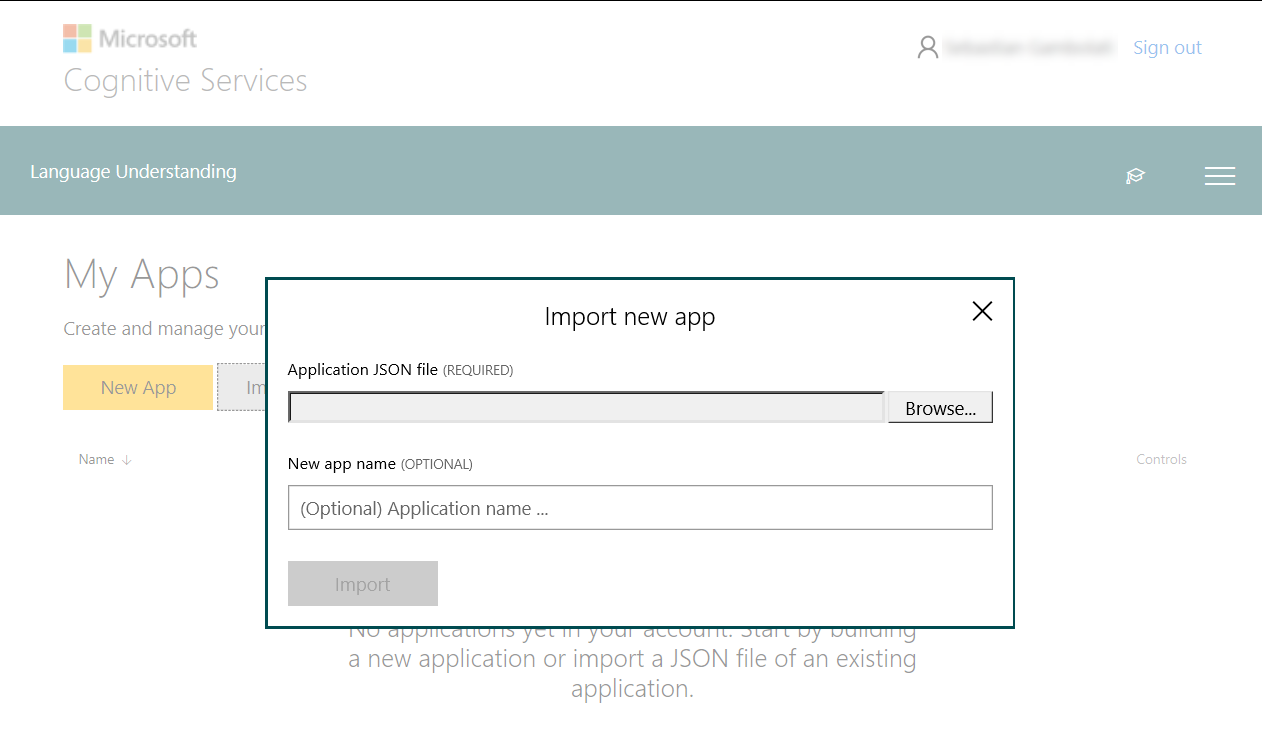 Microsoft
Cognitive Services
Sign out
Language Understanding
My Apps
Create and manage your
New App
Im
Import new app
Application JSON file (REQUIRED)
Browse...
New app name (OPTIONAL)
(Optional) Application name ...
Import
Name
Controls
No applications yet in your account. Start by building
a new application or import a JSON file of an existing
application.